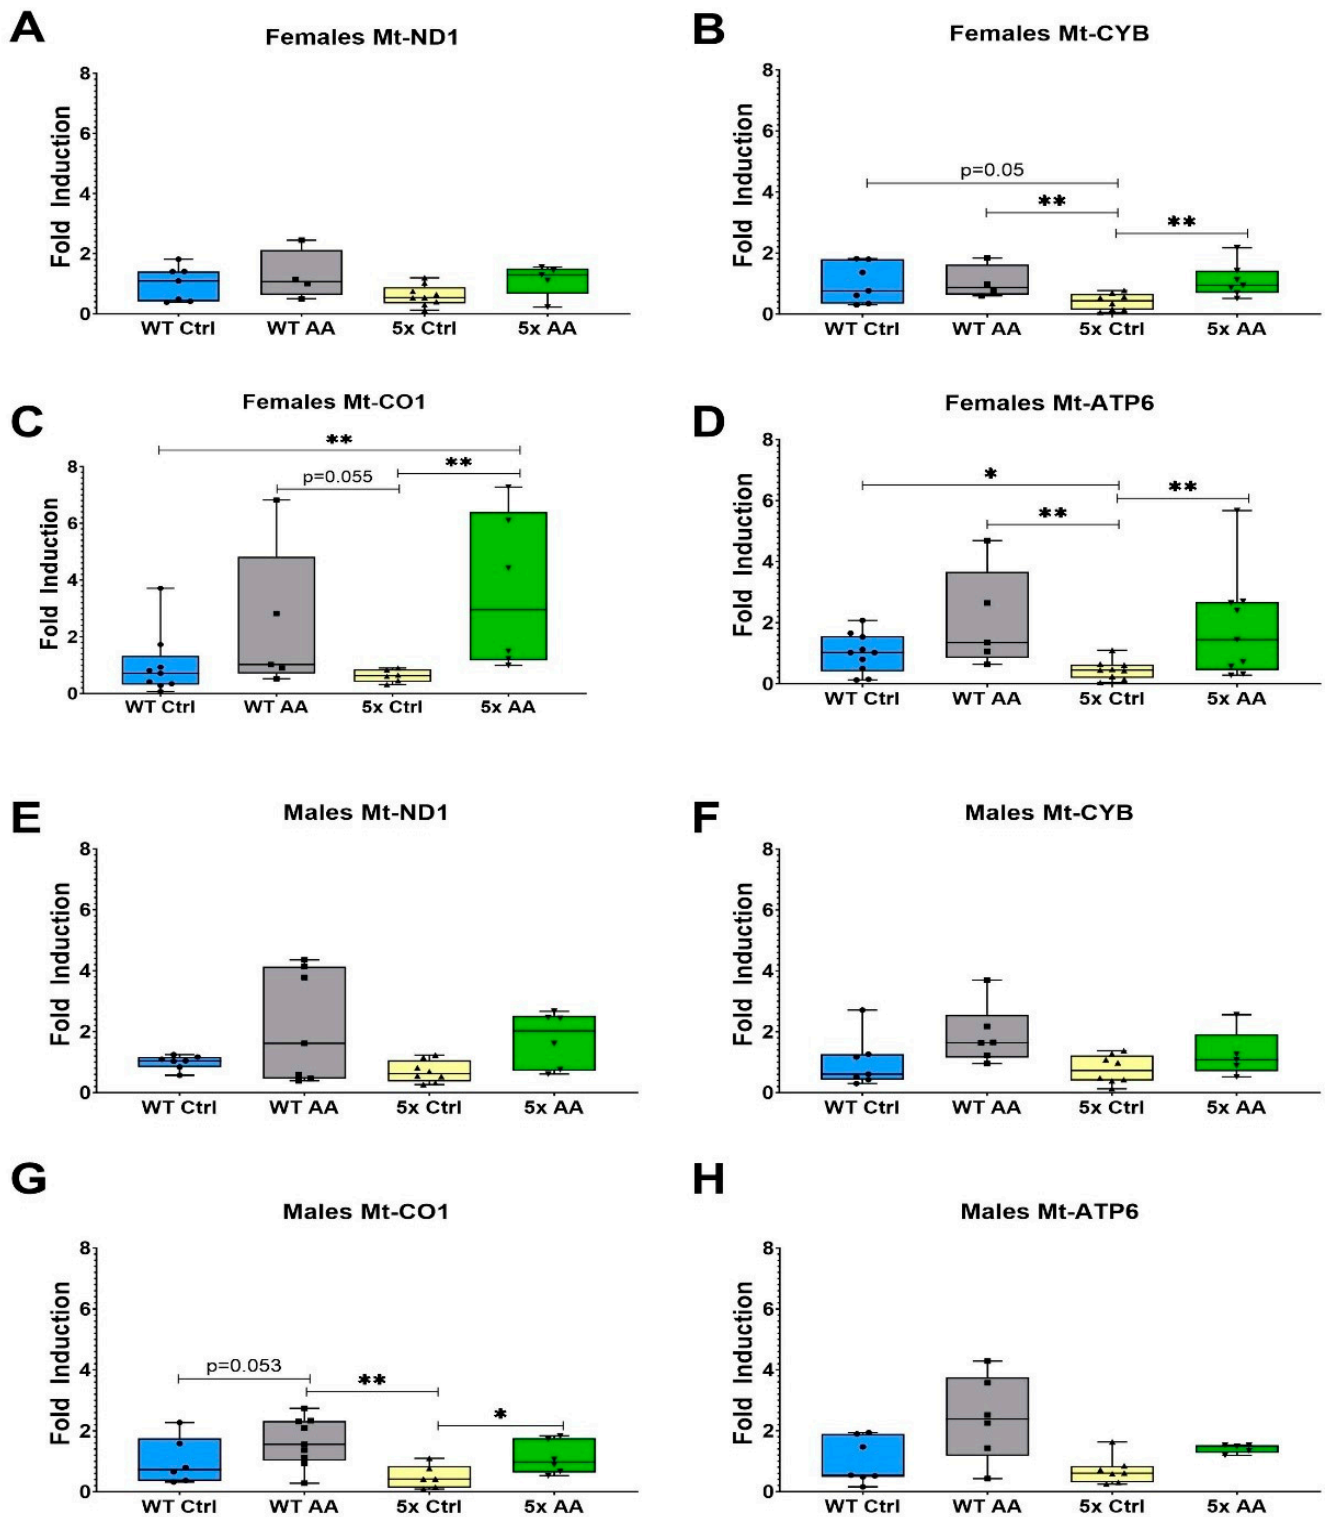 A
Females Mt-ND1
Fold Induction
8
6
4
2
0
WT Ctrl WT AA 5x Ctrl 5x AA
B
Females Mt-CYB
Fold Induction
8
6
4
2
0
p=0.05
**
**
WT Ctrl WT AA 5x Ctrl 5x AA
C
Females Mt-CO1
Fold Induction
8
6
4
2
0
**
**
p=0.055
WT Ctrl WT AA 5x Ctrl 5x AA
D
Females Mt-ATP6
Fold Induction
8
6
4
2
0
*
**
**
WT Ctrl WT AA 5x Ctrl 5x AA
E
Males Mt-ND1
Fold Induction
8
6
4
2
0
WT Ctrl WT AA 5x Ctrl 5x AA
F
Males Mt-CYB
Fold Induction
8
6
4
2
0
WT Ctrl WT AA 5x Ctrl 5x AA
G
Males Mt-CO1
Fold Induction
8
6
4
2
0
p=0.053
**
*
WT Ctrl WT AA 5x Ctrl 5x AA
H
Males Mt-ATP6
Fold Induction
8
6
4
2
0
WT Ctrl WT AA 5x Ctrl 5x AA